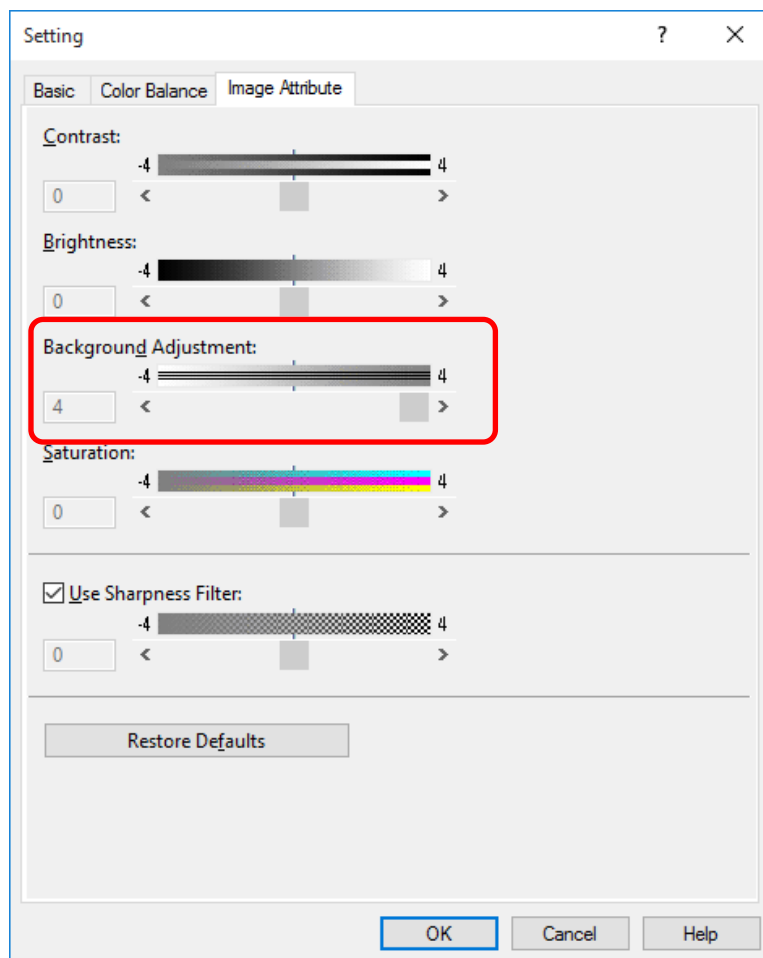 Setting ?
Basic Color Balance Image Attribute
Contrast:
-4 4
0
Brightness:
-4 4
0
Background Adjustment:
-4 4
4
Saturation:
-4 4
0
Use Sharpness Filter:
-4 4
0
Restore Defaults
OK Cancel Help